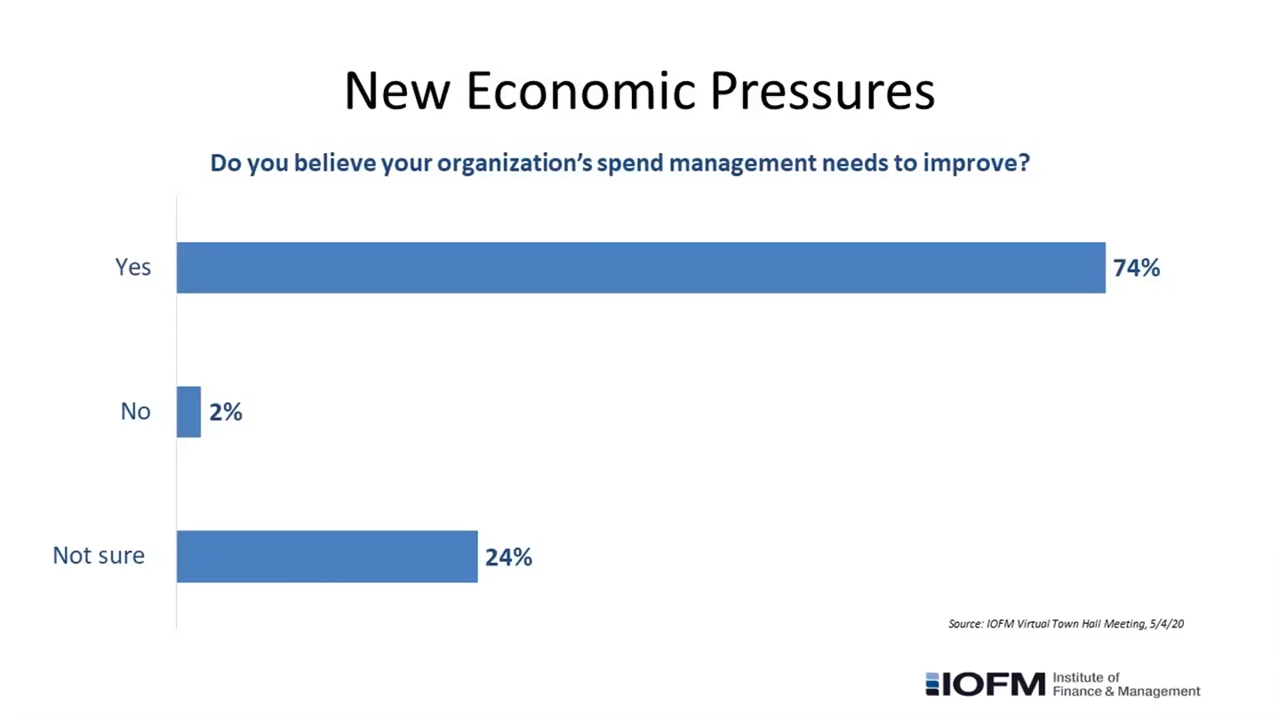 New Economic Pressures
Do you believe your organization’s spend management needs to improve?
Yes
74%
No
2%
Not sure
24%
Source: IOFM Virtual Town Hall Meeting, 5/4/20
IOFM
Institute of
Finance & Management